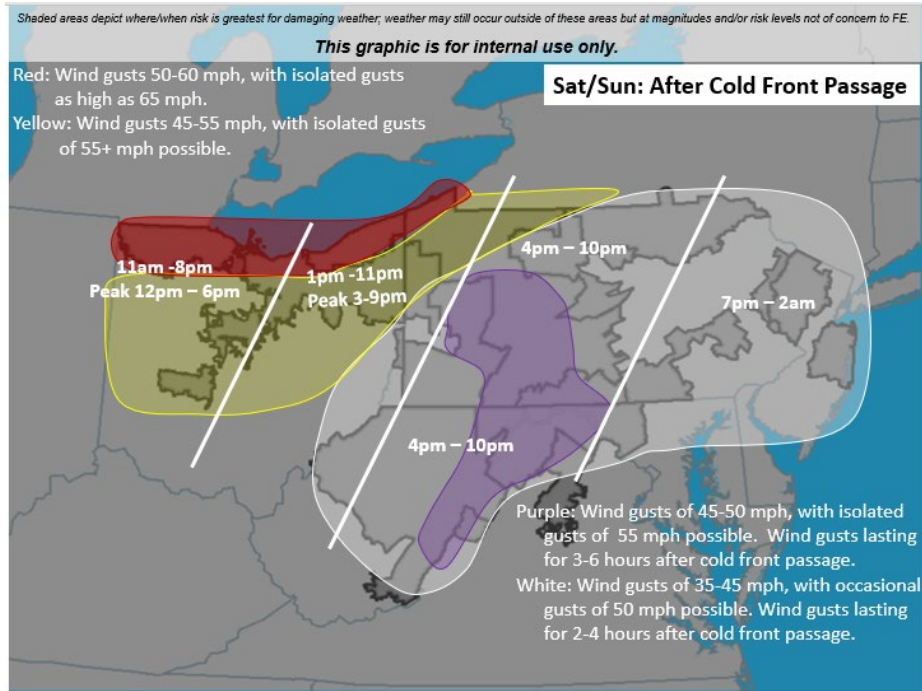 Shaded areas depict where/when risk is greatest for damaging weather; weather may still occur outside of these areas but at magnitudes and/or risk levels not of concern to FE.
This graphic is for internal use only.
Red: Wind gusts 50-60 mph, with isolated gusts
as high as 65 mph.
Yellow: Wind gusts 45-55 mph, with isolated gusts
of 55+ mph possible.
Sat/Sun: After Cold Front Passage
11am -8pm
Peak 12pm – 6pm
1pm -11pm
Peak 3-9pm
4pm – 10pm
7pm – 2am
4pm – 10pm
Purple: Wind gusts of 45-50 mph, with isolated
gusts of 55 mph possible. Wind gusts lasting
for 3-6 hours after cold front passage.
White: Wind gusts of 35-45 mph, with occasional
gusts of 50 mph possible. Wind gusts lasting
for 2-4 hours after cold front passage.